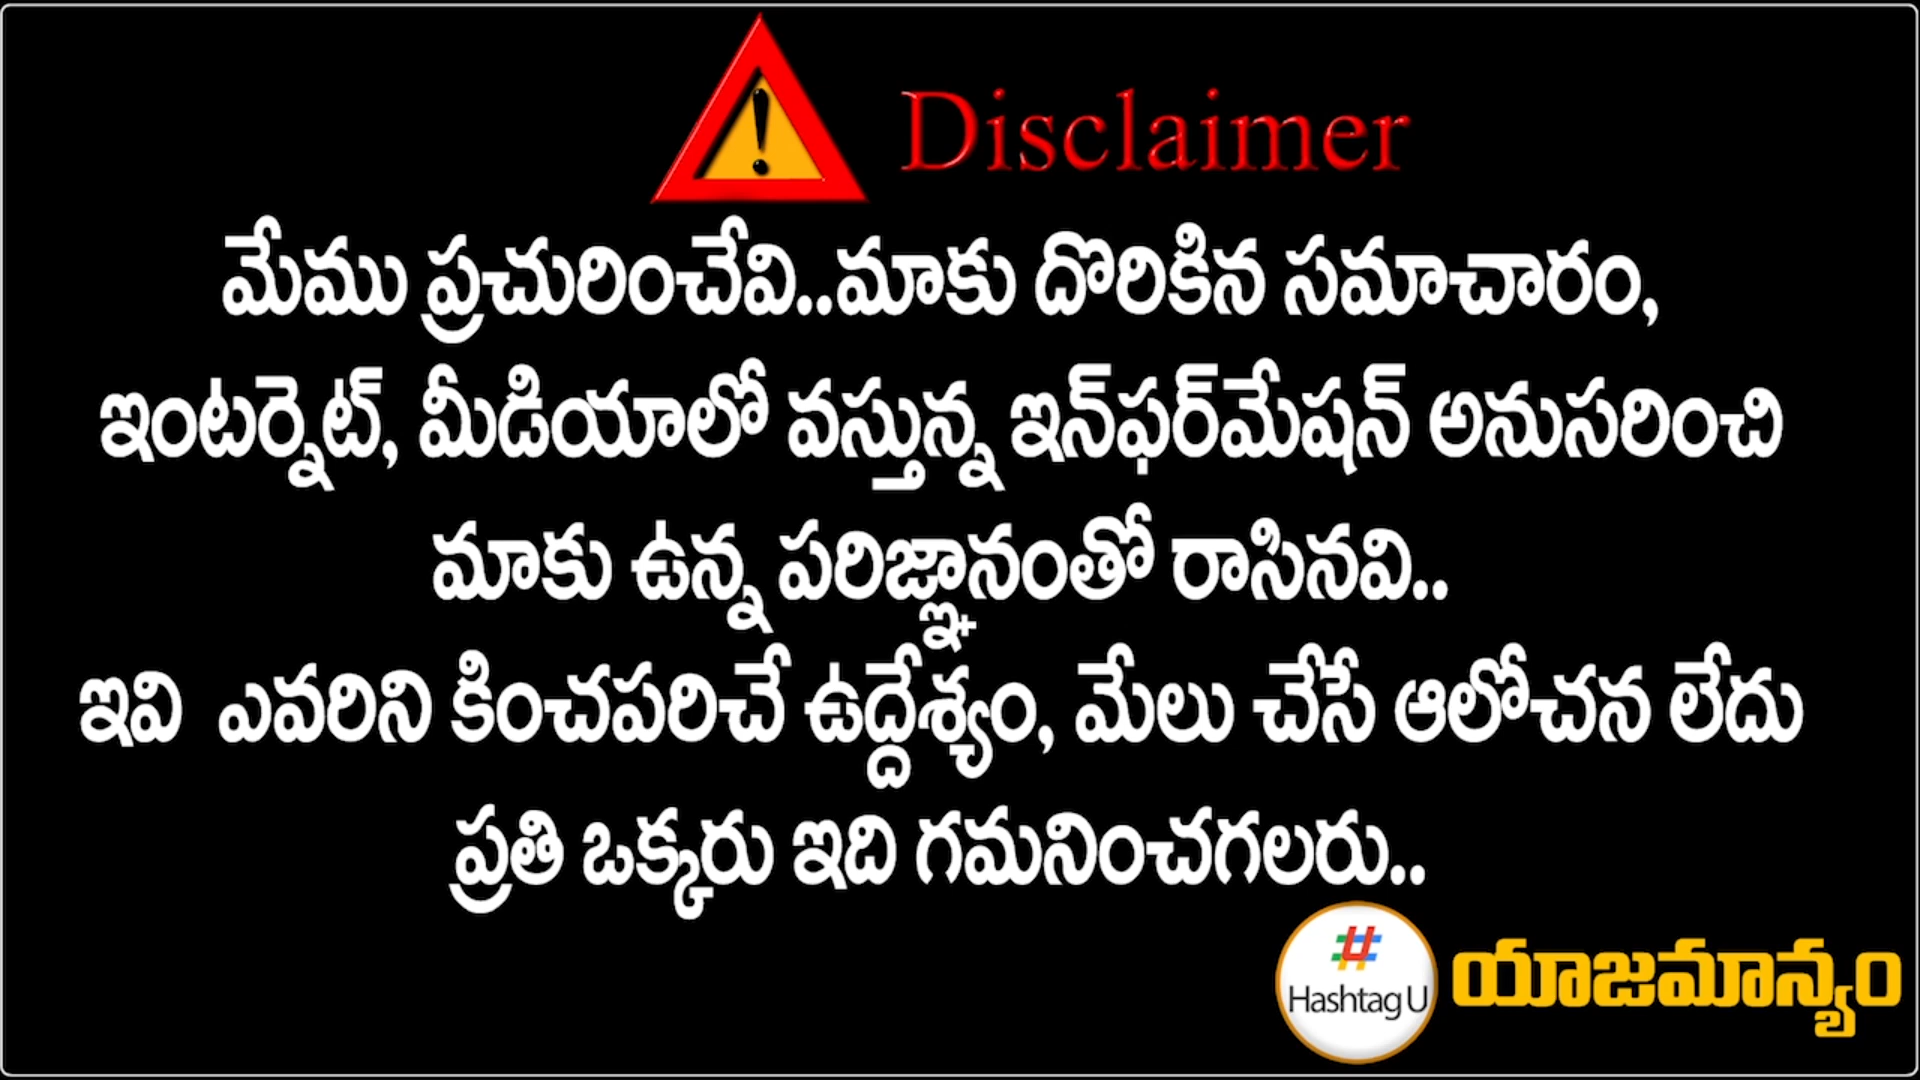 Disclaimer
మేము ప్రచురించేవి..మాకు దొరికిన సమాచారం,
ఇంటర్నెట్, మీడియాలో వస్తున్న ఇన్‌ఫర్‌మేషన్ అనుసరించి
మాకు ఉన్న పరిజ్ఞానంతో రాసినవి..
ఇవి ఎవరిని కించపరిచే ఉద్దేశ్యం, మేలు చేసే ఆలోచన లేదు
ప్రతి ఒక్కరు ఇది గమనించగలరు..
Hashtag U
యాజమాన్యం